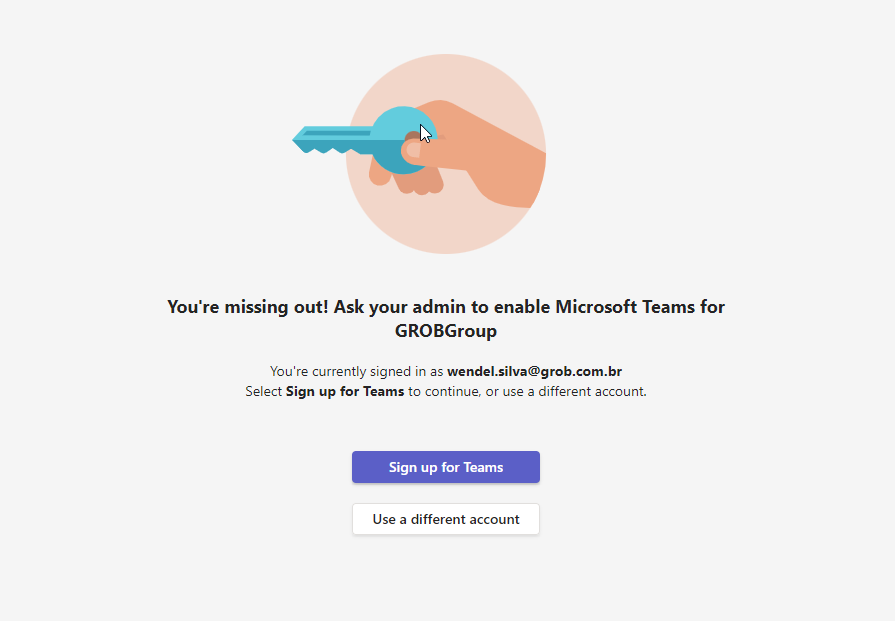 You're missing out! Ask your admin to enable Microsoft Teams for
GROBGroup
You're currently signed in as wendel.silva@grob.com.br
Select Sign up for Teams to continue, or use a different account.
Sign up for Teams
Use a different account